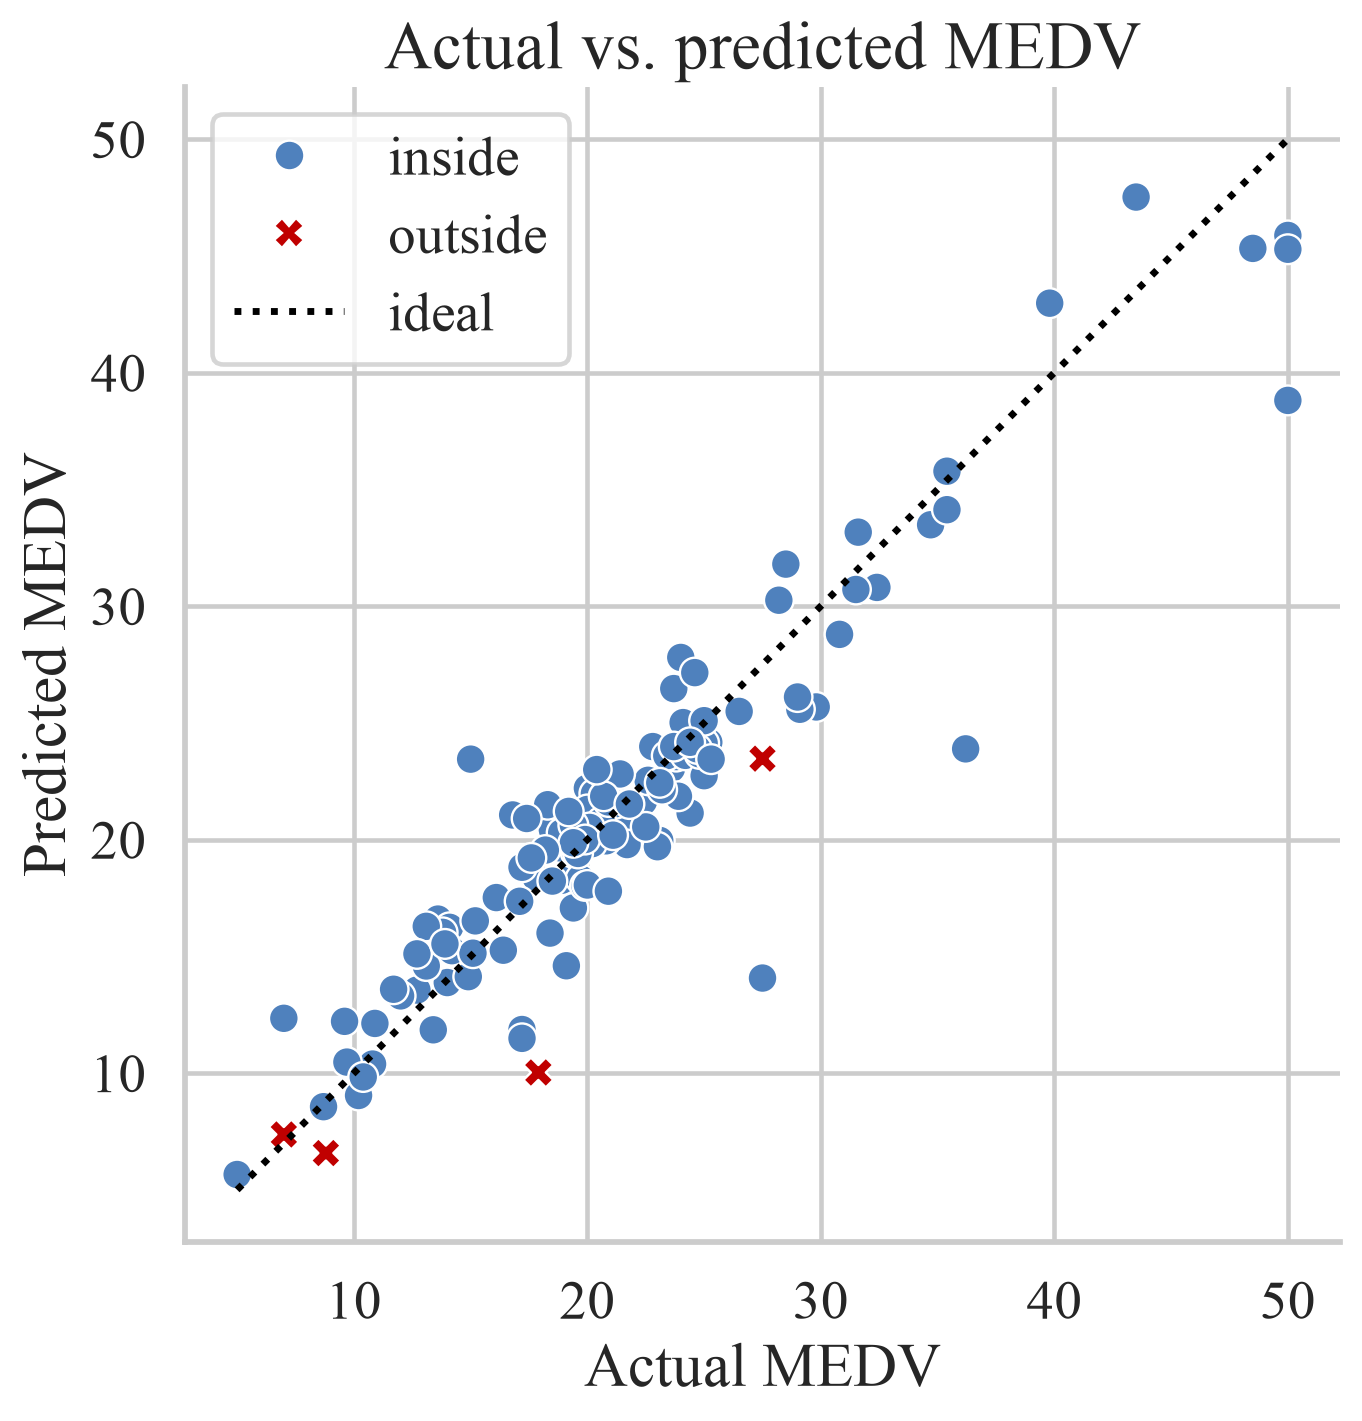 Actual vs. predicted MEDV
inside
outside
ideal
50
40
30
20
10
Predicted MEDV
10 20 30 40 50
Actual MEDV